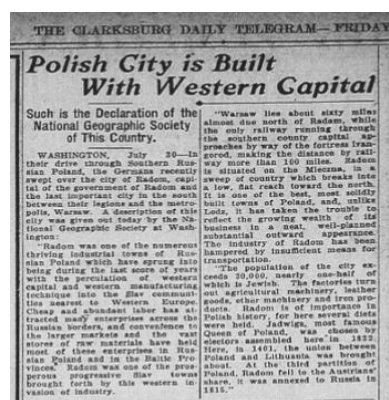 THE CLARKSBURG DAILY TELEGRAM—FRIDAY
Polish City is Built
With Western Capital
Such is the Declaration of the
National Geographic Society
of This Country.
WASHINGTON, July 30—In
their drive through Southern Rus-
sian Poland, the Germans recently
swept over the city of Radom, capi-
tal of the government of Radom and
the last important city in the south
between their legions and the metro-
polis, Warsaw. A description of this
city was given out today by the Na-
tional Geographic Society at Wash-
ington:
"Radom was one of the numerous
thriving industrial towns of Rus-
sian Poland which have sprung into
being during the last score of years
with the perculation of western
capital and western manufacturing
technique into the Slav communi-
ties nearest to Western Europe.
Cheap and abundant labor has at-
tracted many enterprises across the
Russian borders, and convenience to
the larger markets and the vast
stores of raw materials have held
most of these enterprises in Rus-
sian Poland and in the Baltic Pro-
vinces. Radom was one of the pros-
perous progressive Slav towns
brought forth by this western in-
vasion of industry.
"Warsaw lies about sixty miles
almost due north of Radom, while
the only railway running through
the southern county capital ap-
proaches by way of the fortress Ivan-
gorod, making the distance by rail-
way more than 100 miles. Radom
is situated on the Mleczna, in a
sweep of country which breaks into
a low, flat reach toward the north.
It is one of the best, most solidly
built towns of Poland, and, unlike
Lodz, it has taken the trouble to
reflect the growing wealth of its
business in a neat, well-planned
substantial outward appearance.
The industry of Radom has been
hampered by insufficient means for
transportation.
"The population of the city ex-
ceeds 30,000, nearly one-half of
which is Jewish. The factories turn
out agricultural machinery, leather
goods, other machinery and iron pro-
ducts. Radom is of importance in
Polish history, for here several diets
were held. Jadwiga, most famous
Queen of Poland, was chosen by
electors assembled here in 1382.
Here, in 1401, the union between
Poland and Lithuania was brought
about. At the third partition of
Poland, Radom fell to the Austrians'
share, it was annexed to Russia in
1815."